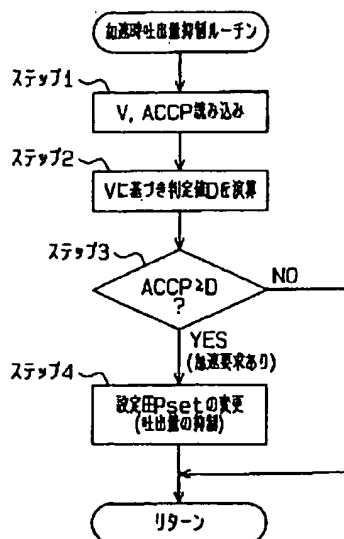 加速時吐出量抑制ルーチン
ステップ1
V, ACCP読み込み
ステップ2
Vに基づき判定値Dを演算
ステップ3
ACCP≧D
?
NO
YES
(加速要求あり)
ステップ4
設定圧Psetの変更
(吐出量の抑制)
リターン